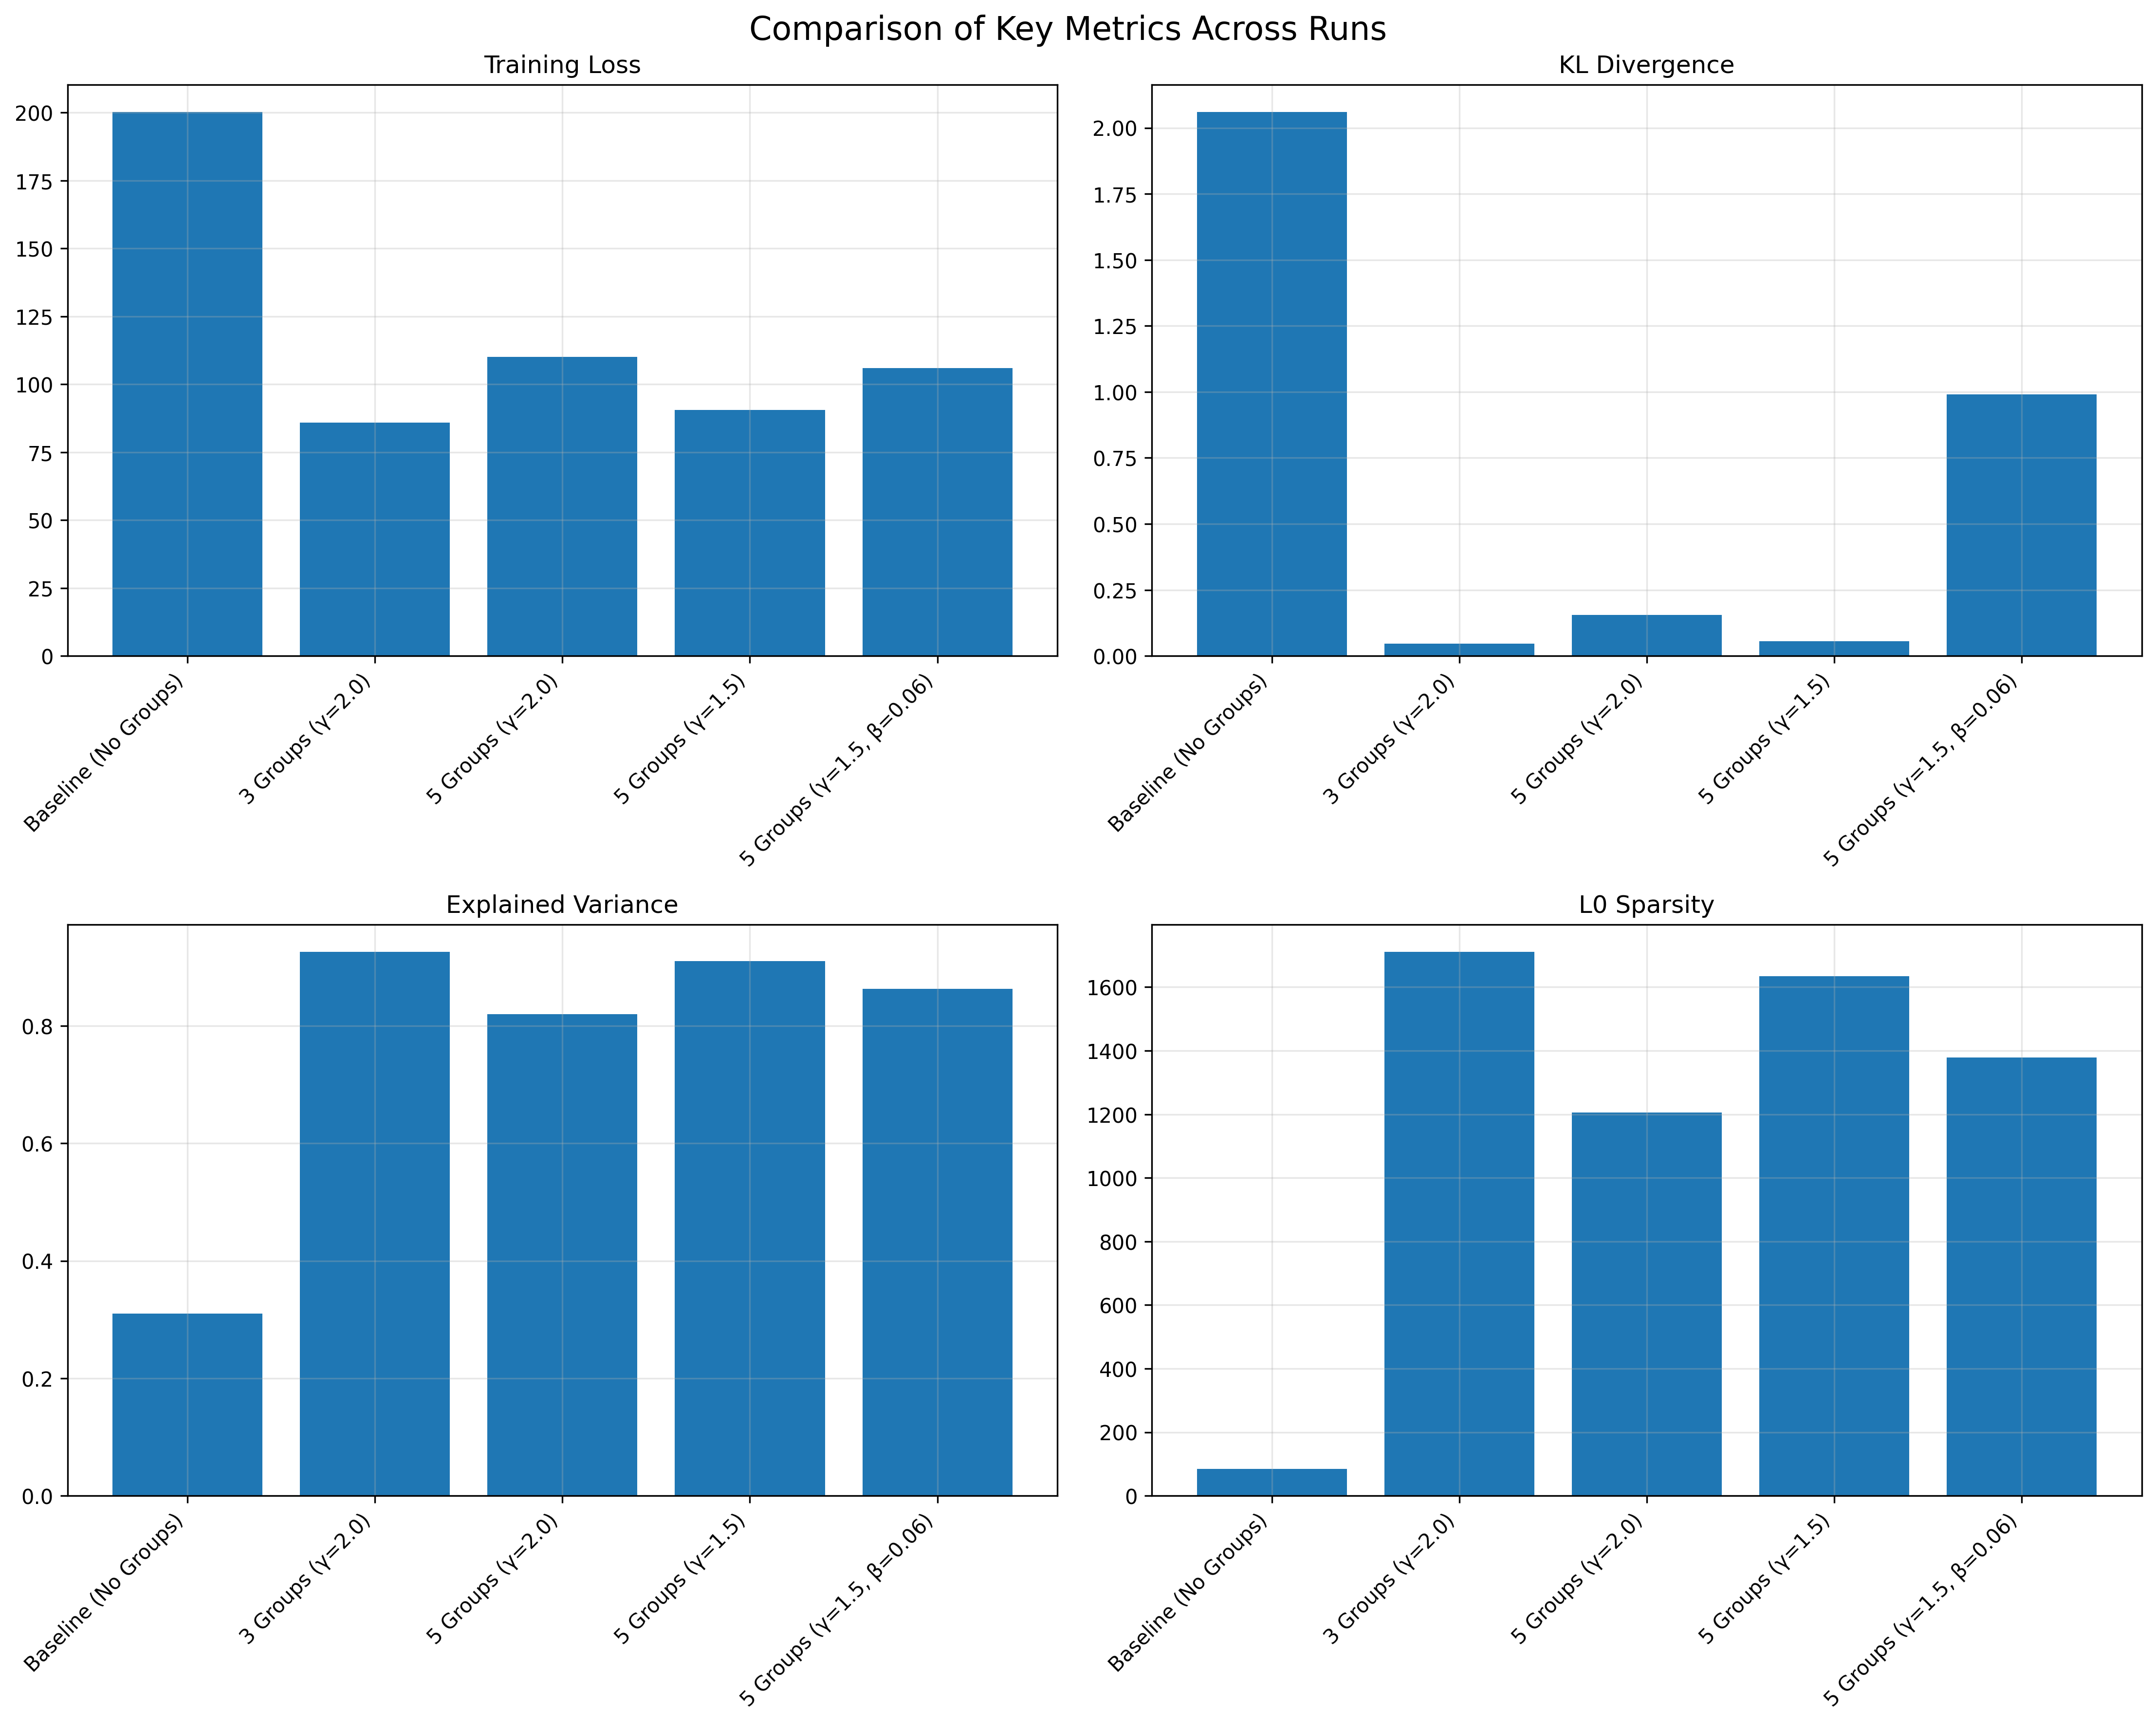 Comparison of Key Metrics Across Runs
Training Loss
200
175
150
125
100
75
50
25
0
Baseline (No Groups)
3 Groups (γ=2.0)
5 Groups (γ=2.0)
5 Groups (γ=1.5)
5 Groups (γ=1.5, β=0.06)
KL Divergence
2.00
1.75
1.50
1.25
1.00
0.75
0.50
0.25
0.00
Baseline (No Groups)
3 Groups (γ=2.0)
5 Groups (γ=2.0)
5 Groups (γ=1.5)
5 Groups (γ=1.5, β=0.06)
Explained Variance
0.8
0.6
0.4
0.2
0.0
Baseline (No Groups)
3 Groups (γ=2.0)
5 Groups (γ=2.0)
5 Groups (γ=1.5)
5 Groups (γ=1.5, β=0.06)
L0 Sparsity
1600
1400
1200
1000
800
600
400
200
0
Baseline (No Groups)
3 Groups (γ=2.0)
5 Groups (γ=2.0)
5 Groups (γ=1.5)
5 Groups (γ=1.5, β=0.06)